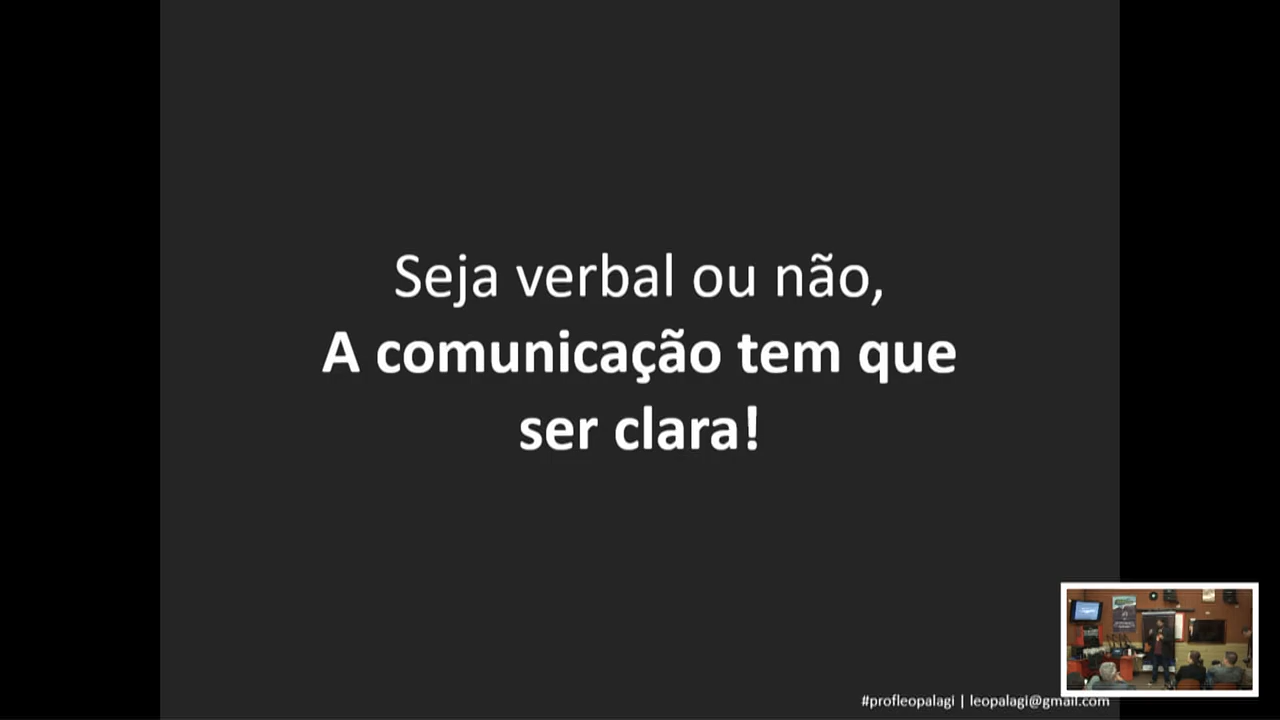 Seja verbal ou não,
A comunicação tem que
ser clara!
#profleopalagi | leopalagi@gmail.com